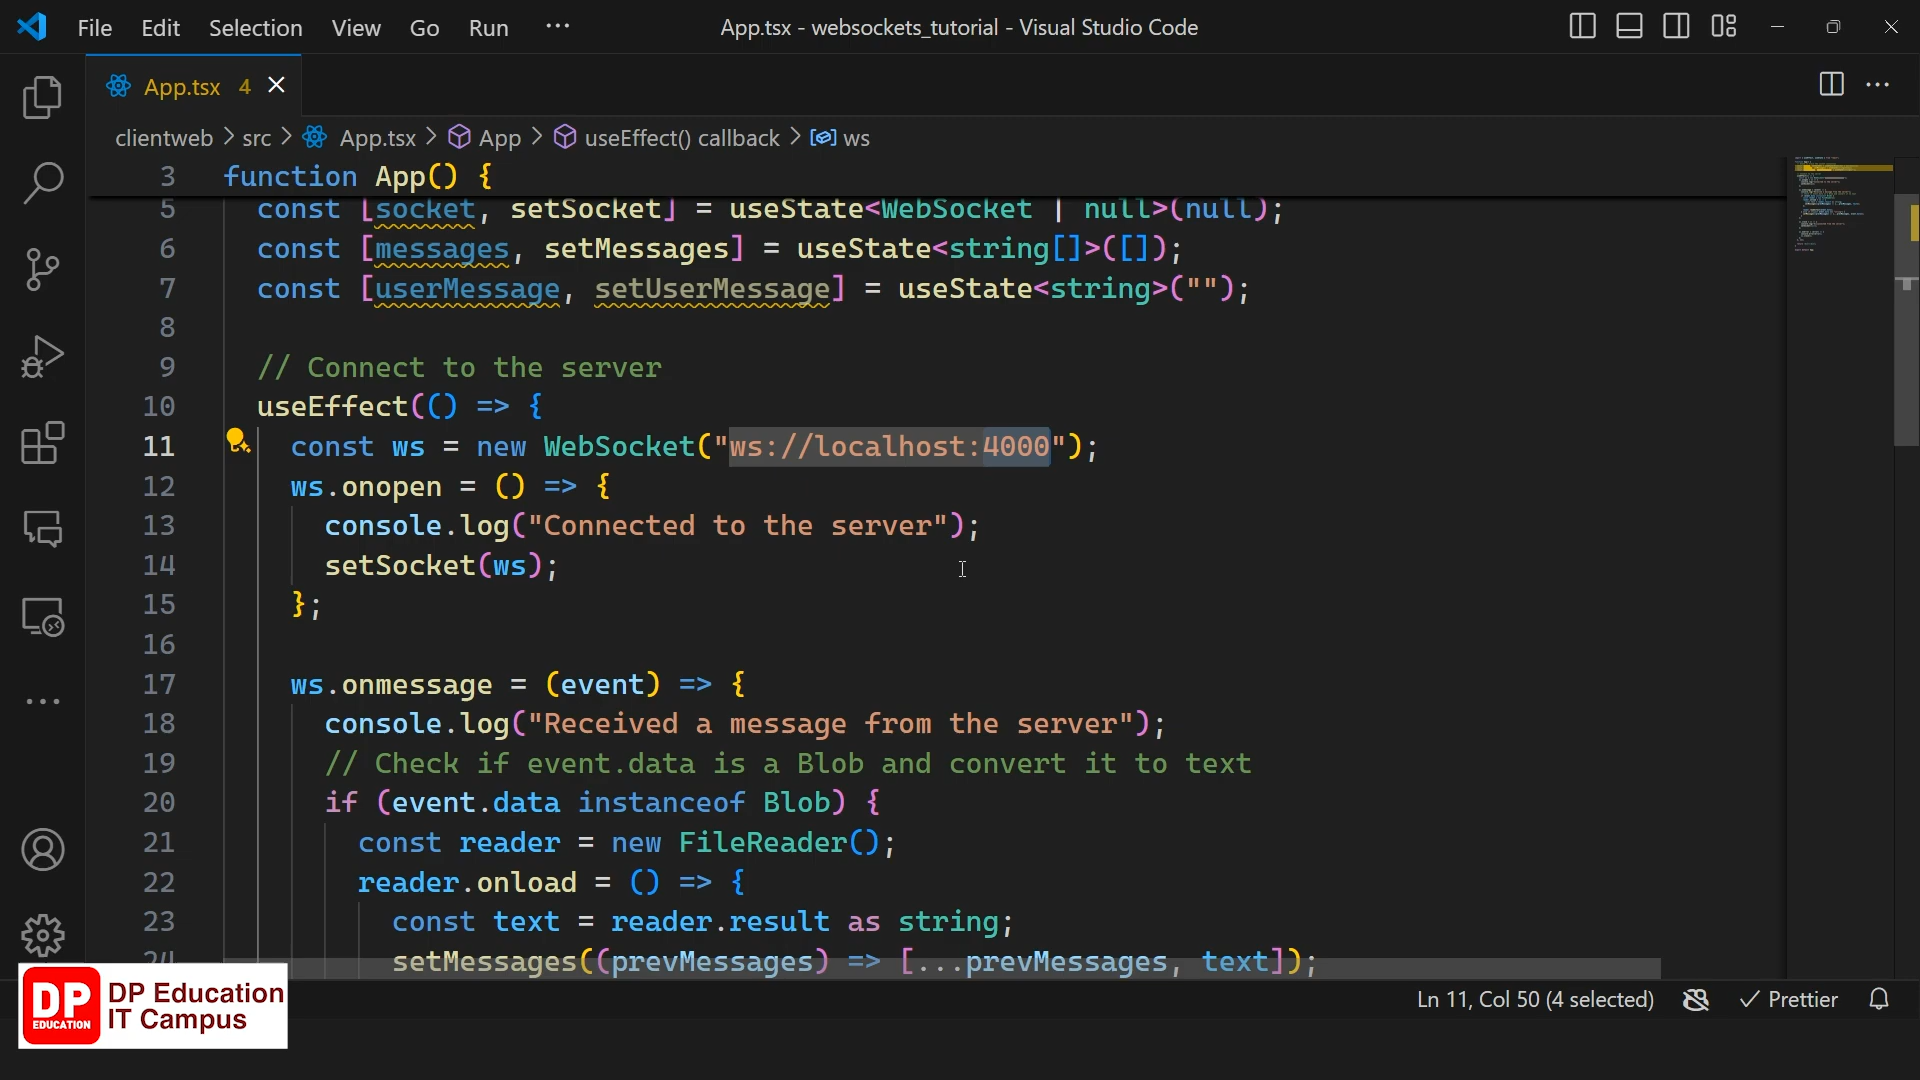 File Edit Selection View Go Run ···
App.tsx - websockets_tutorial - Visual Studio Code
App.tsx 4
clientweb > src > App.tsx > App > useEffect() callback > ws
3 function App() {
5 const [socket, setSocket] = useState<WebSocket | null>(null);
6 const [messages, setMessages] = useState<string[]>([]);
7 const [userMessage, setUserMessage] = useState<string>("");
8
9 // Connect to the server
10 useEffect(() => {
11 const ws = new WebSocket("ws://localhost:4000");
12 ws.onopen = () => {
13 console.log("Connected to the server");
14 setSocket(ws);
15 };
16
17 ws.onmessage = (event) => {
18 console.log("Received a message from the server");
19 // Check if event.data is a Blob and convert it to text
20 if (event.data instanceof Blob) {
21 const reader = new FileReader();
22 reader.onload = () => {
23 const text = reader.result as string;
24 setMessages((prevMessages) => [...prevMessages, text]);
Ln 11, Col 50 (4 selected) Prettier
DP EDUCATION
DP Education
IT Campus